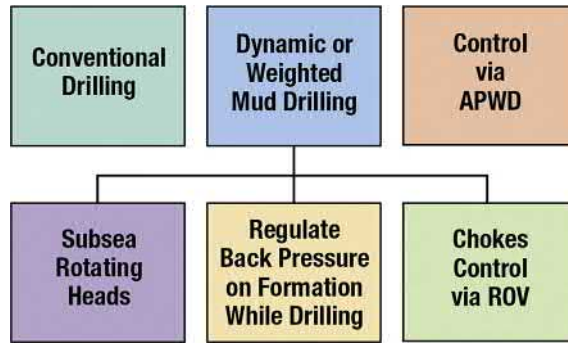 Conventional
Drilling
Dynamic or
Weighted
Mud Drilling
Control
via
APWD
Subsea
Rotating
Heads
Regulate
Back Pressure
on Formation
While Drilling
Chokes
Control
via ROV